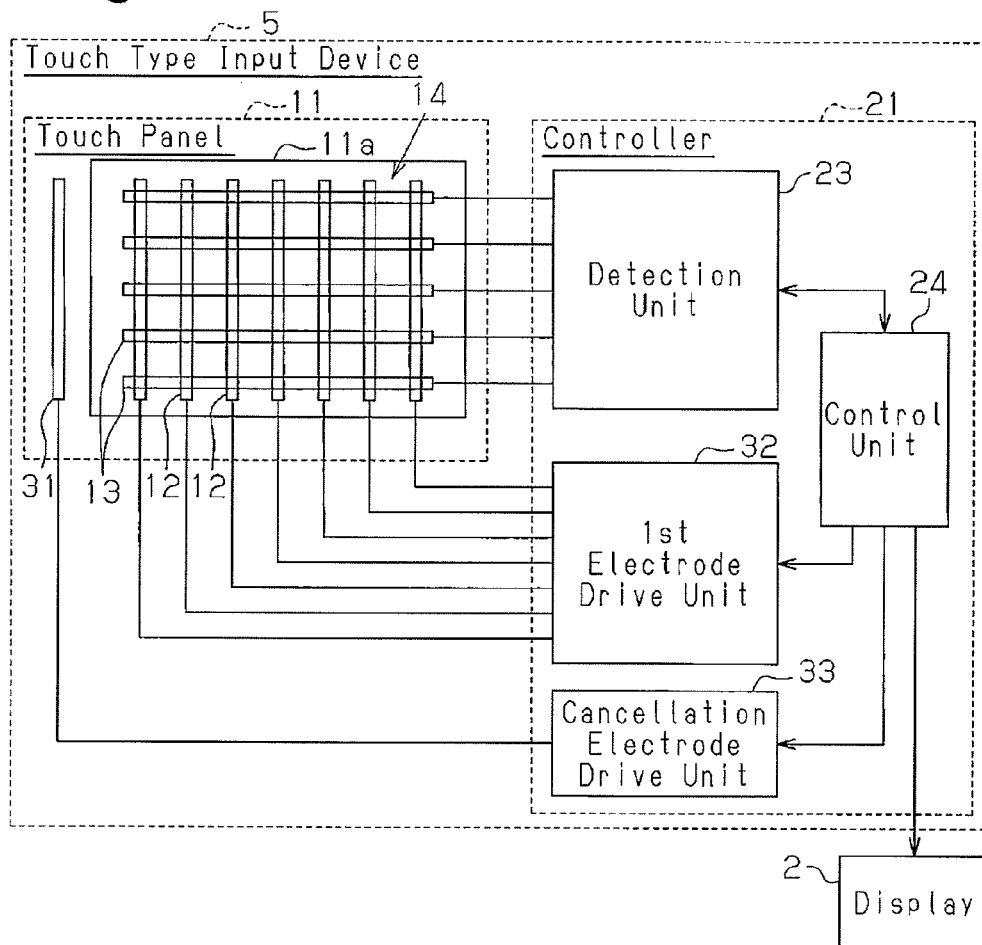 5
Touch Type Input Device
11
14
21
Touch Panel
11a
Controller
23
Detection
Unit
24
Control
Unit
31
13
12
12
32
1st
Electrode
Drive Unit
33
Cancellation
Electrode
Drive Unit
2
Display